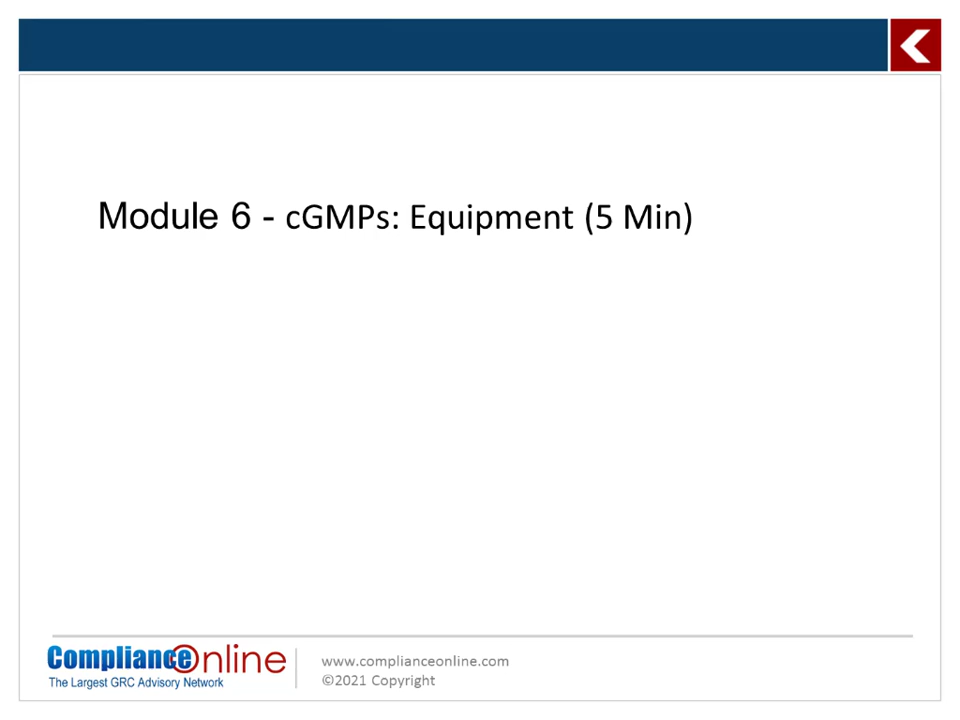 Module 6 - cGMPs: Equipment (5 Min)
ComplianceOnline
The Largest GRC Advisory Network
www.complianceonline.com
©2021 Copyright